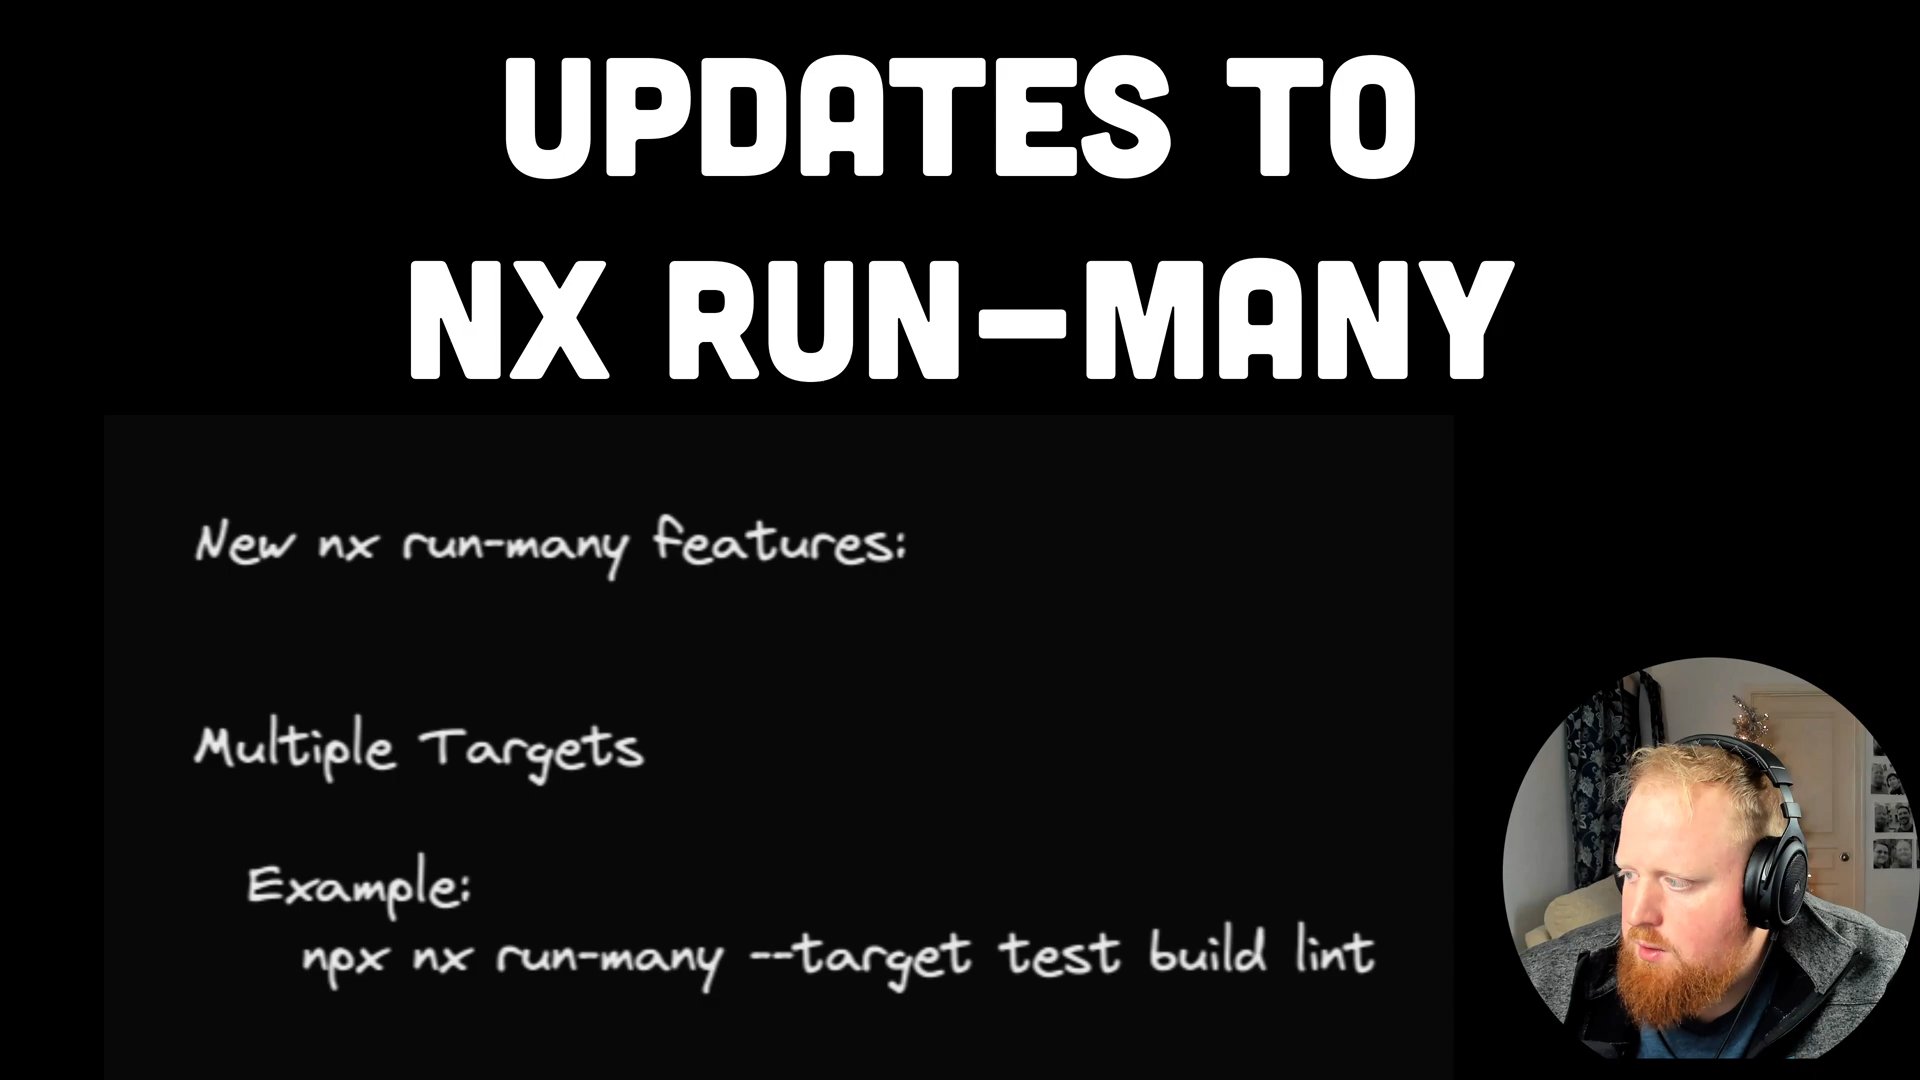 UPDATES TO
NX RUN-MANY
New nx run-many features:
Multiple Targets
Example:
npx nx run-many --target test build lint